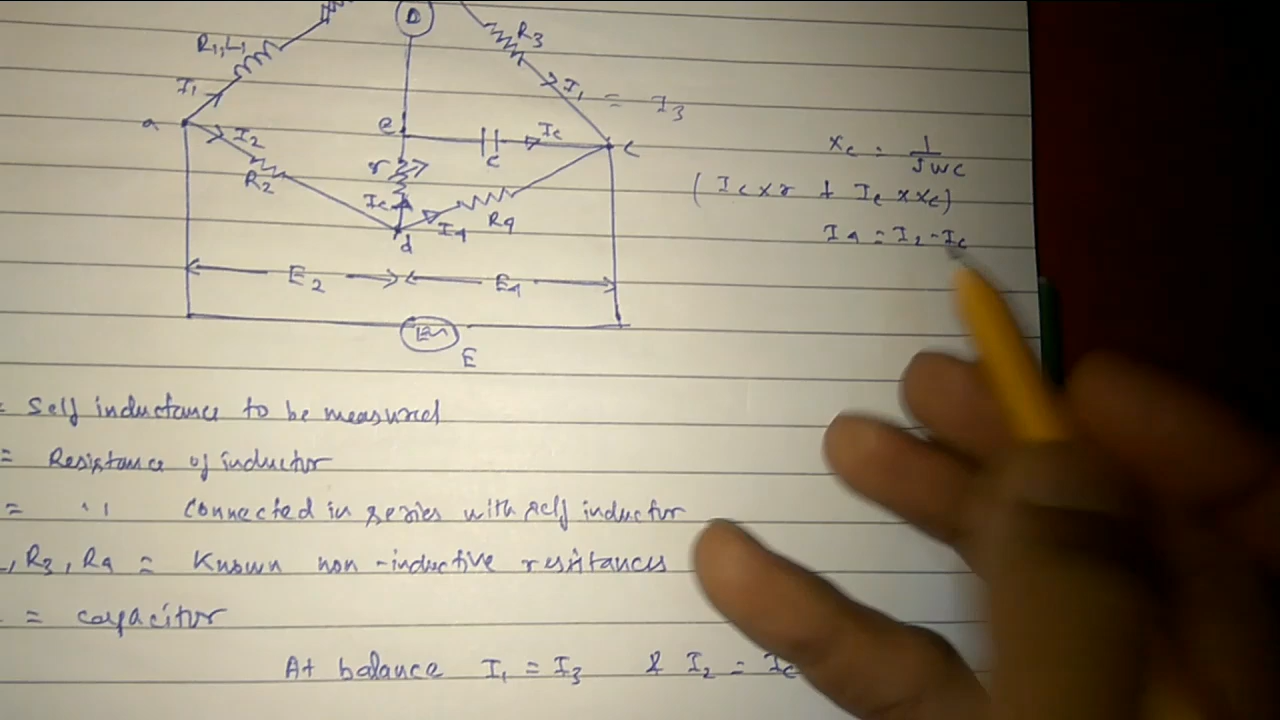 D
R3
R1, L1
I1
I1 = I3
a
I2
e
Ic
c
C
r
R2
Ic
I4
R4
d
xc = 1/JWC
( Ic x r + Ic x xc)
I4 = I2 - Ic
E2
E4
E
= Self inductance to be measured
= Resistance of inductor
= " connected in series with self inductor
, R3, R4 = Known non-inductive resistances
= capacitor
At balance I1 = I3 & I2 = Ic